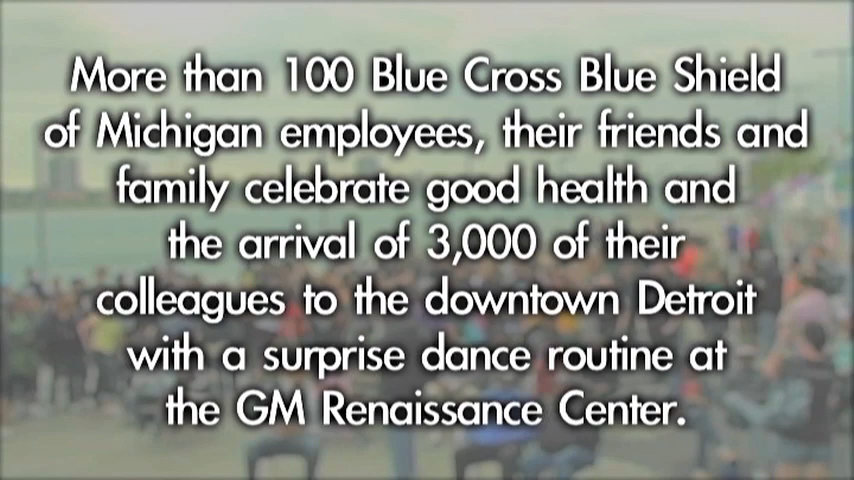 More than 100 Blue Cross Blue Shield
of Michigan employees, their friends and
family celebrate good health and
the arrival of 3,000 of their
colleagues to the downtown Detroit
with a surprise dance routine at
the GM Renaissance Center.